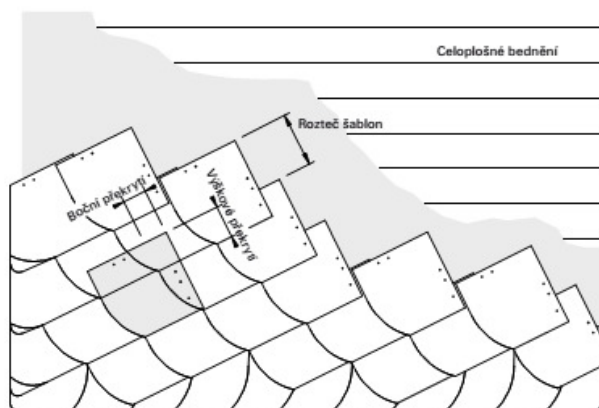 Celoplošné bednění
Rozteč šablon
Boční překrytí
Výškové překrytí